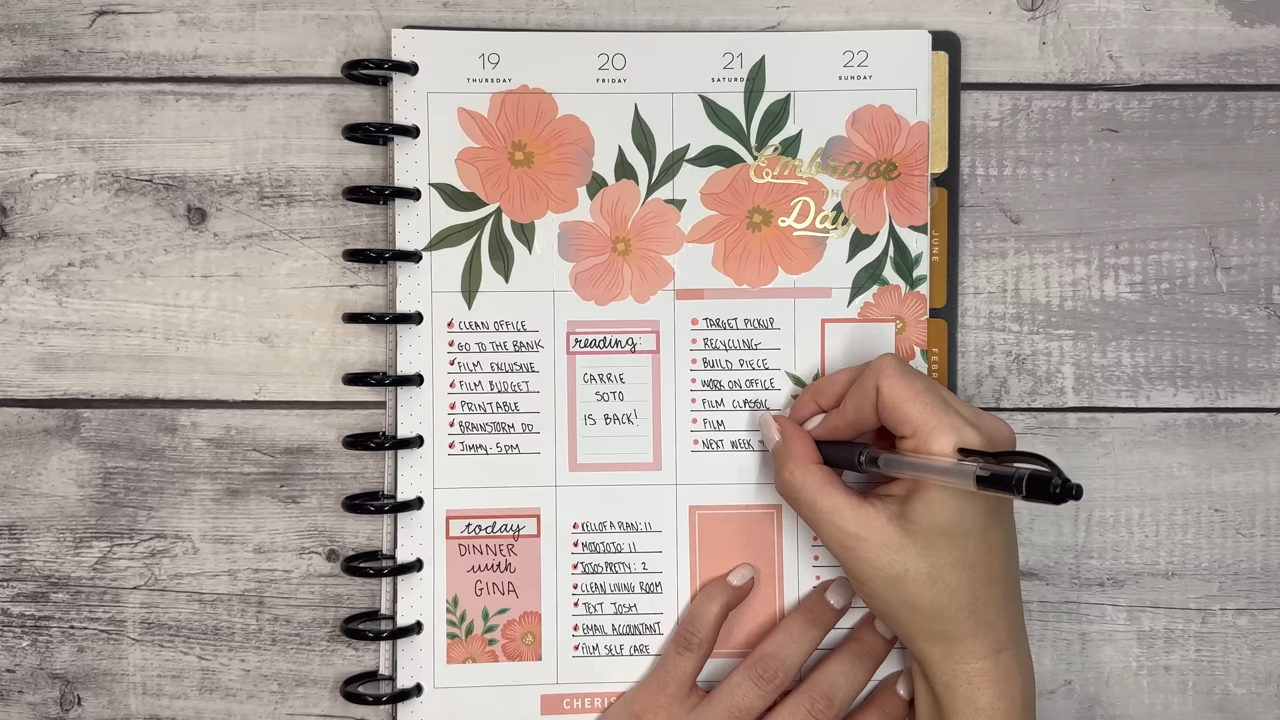 19
THURSDAY
20
FRIDAY
21
SATURDAY
22
SUNDAY
Embrace
THE
Day
JUNE
FEBR
CLEAN OFFICE
GO TO THE BANK
FILM EXCLUSIVE
FILM BUDGET
PRINTABLE
BRAINSTORM DD
JIMMY - 5PM
reading:
CARRIE
SOTO
IS BACK!
TARGET PICKUP
RECYCLING
BUILD PIECE
WORK ON OFFICE
FILM CLASSIC
FILM
NEXT WEEK
today
DINNER
with
GINA
KELLOFA PLAN: 11
MOJOJOJO: 11
JOJOS PRETTY: 2
CLEAN LIVING ROOM
TEXT JOSH
EMAIL ACCOUNTANT
FILM SELF CARE
CHERIS